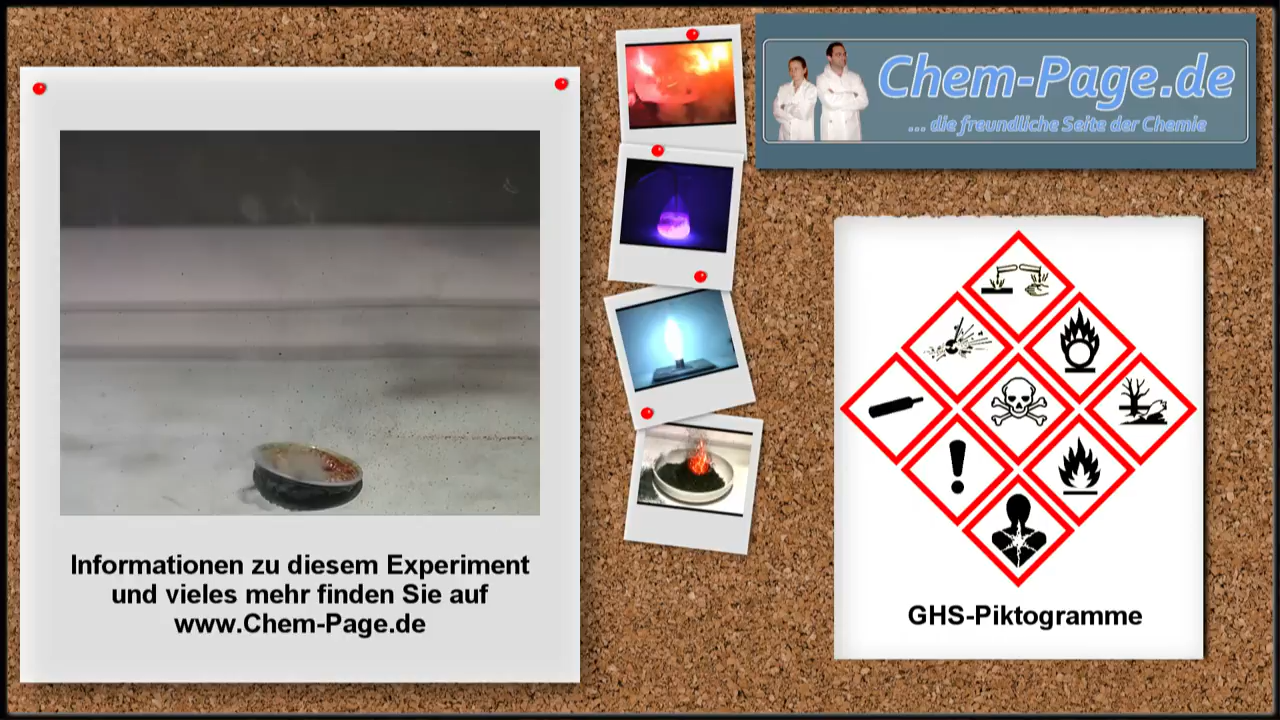 Chem-Page.de
... die freundliche Seite der Chemie
Informationen zu diesem Experiment
und vieles mehr finden Sie auf
www.Chem-Page.de
GHS-Piktogramme